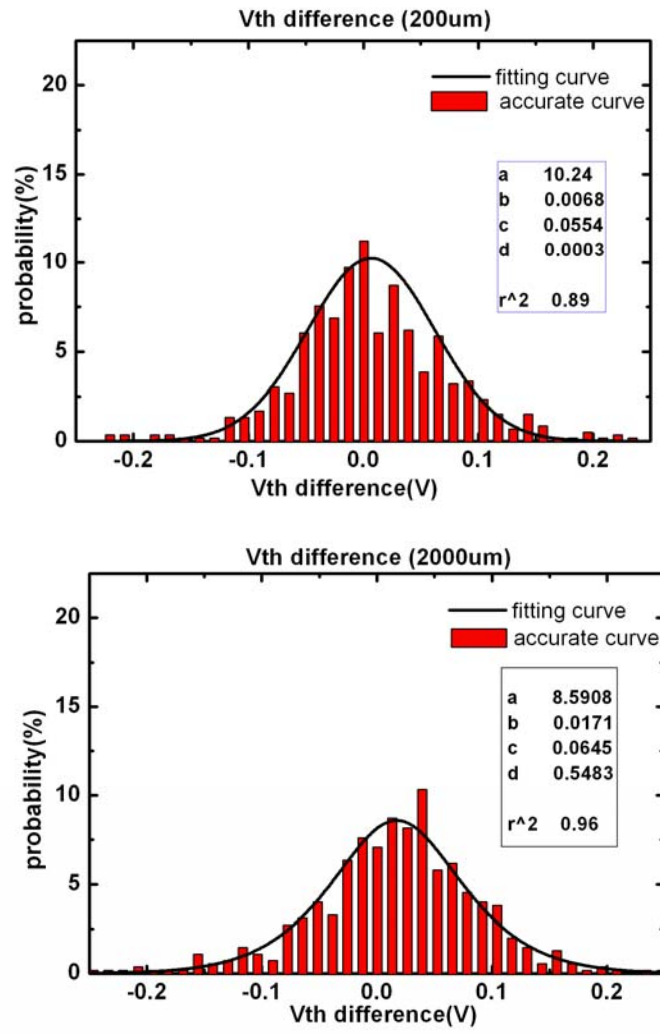 Vth difference (200um)
20
15
10
5
0
probability(%)
fitting curve
accurate curve
a 10.24
b 0.0068
c 0.0554
d 0.0003
r^2 0.89
-0.2 -0.1 0.0 0.1 0.2
Vth difference(V)
Vth difference (2000um)
20
15
10
5
0
probability(%)
fitting curve
accurate curve
a 8.5908
b 0.0171
c 0.0645
d 0.5483
r^2 0.96
-0.2 -0.1 0.0 0.1 0.2
Vth difference(V)